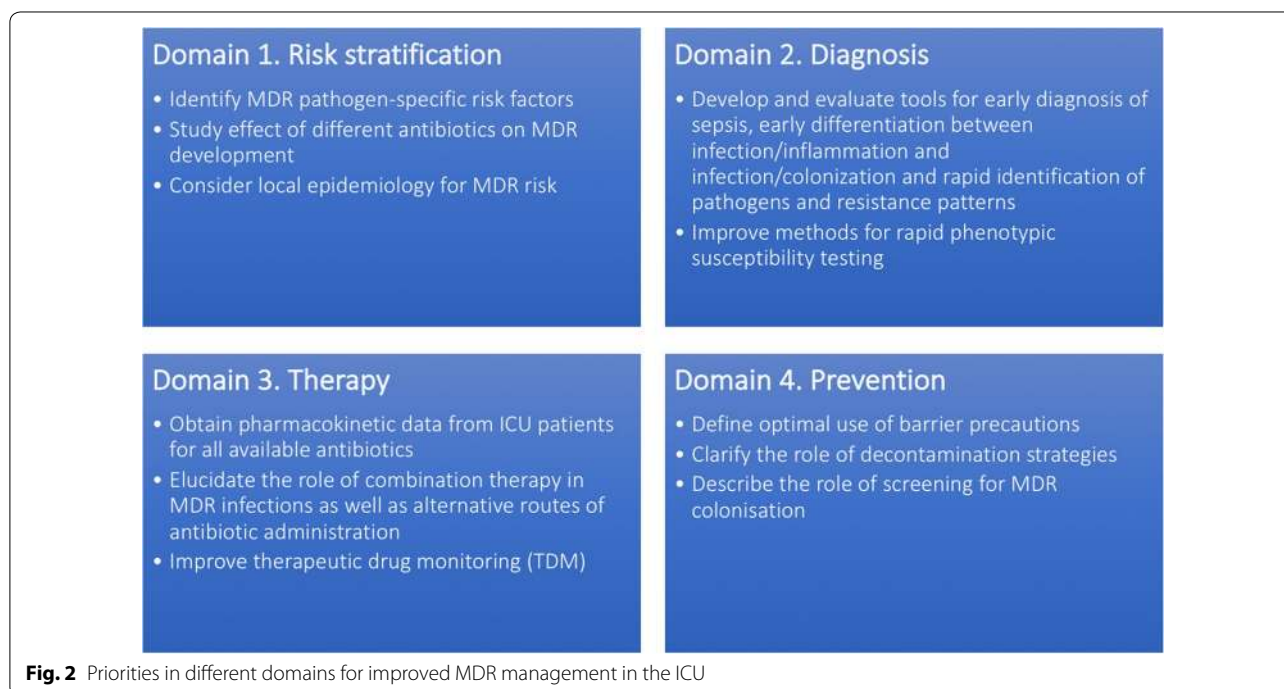 Domain 1. Risk stratification
• Identify MDR pathogen-specific risk factors
• Study effect of different antibiotics on MDR
development
• Consider local epidemiology for MDR risk
Domain 2. Diagnosis
• Develop and evaluate tools for early diagnosis of
sepsis, early differentiation between
infection/inflammation and
infection/colonization and rapid identification of
pathogens and resistance patterns
• Improve methods for rapid phenotypic
susceptibility testing
Domain 3. Therapy
• Obtain pharmacokinetic data from ICU patients
for all available antibiotics
• Elucidate the role of combination therapy in
MDR infections as well as alternative routes of
antibiotic administration
• Improve therapeutic drug monitoring (TDM)
Domain 4. Prevention
• Define optimal use of barrier precautions
• Clarify the role of decontamination strategies
• Describe the role of screening for MDR
colonisation
Fig. 2 Priorities in different domains for improved MDR management in the ICU